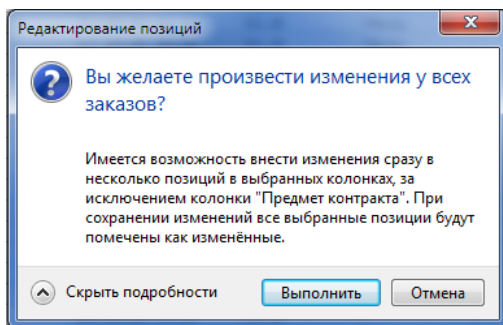 Редактирование позиций
Вы желаете произвести изменения у всех
заказов?
Имеется возможность внести изменения сразу в
несколько позиций в выбранных колонках, за
исключением колонки "Предмет контракта". При
сохранении изменений все выбранные позиции будут
помечены как изменённые.
Скрыть подробности
Выполнить
Отмена